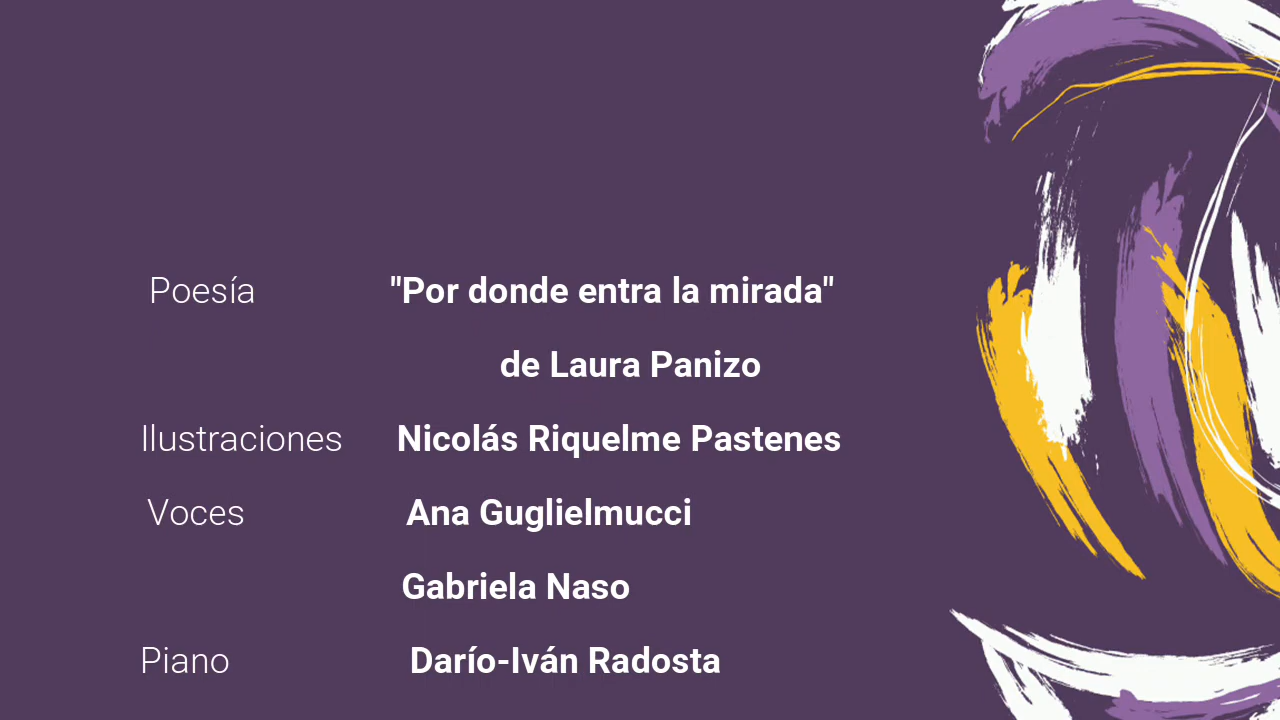 Poesía "Por donde entra la mirada"
de Laura Panizo
Ilustraciones Nicolás Riquelme Pastenes
Voces Ana Guglielmucci
Gabriela Naso
Piano Darío-Iván Radosta